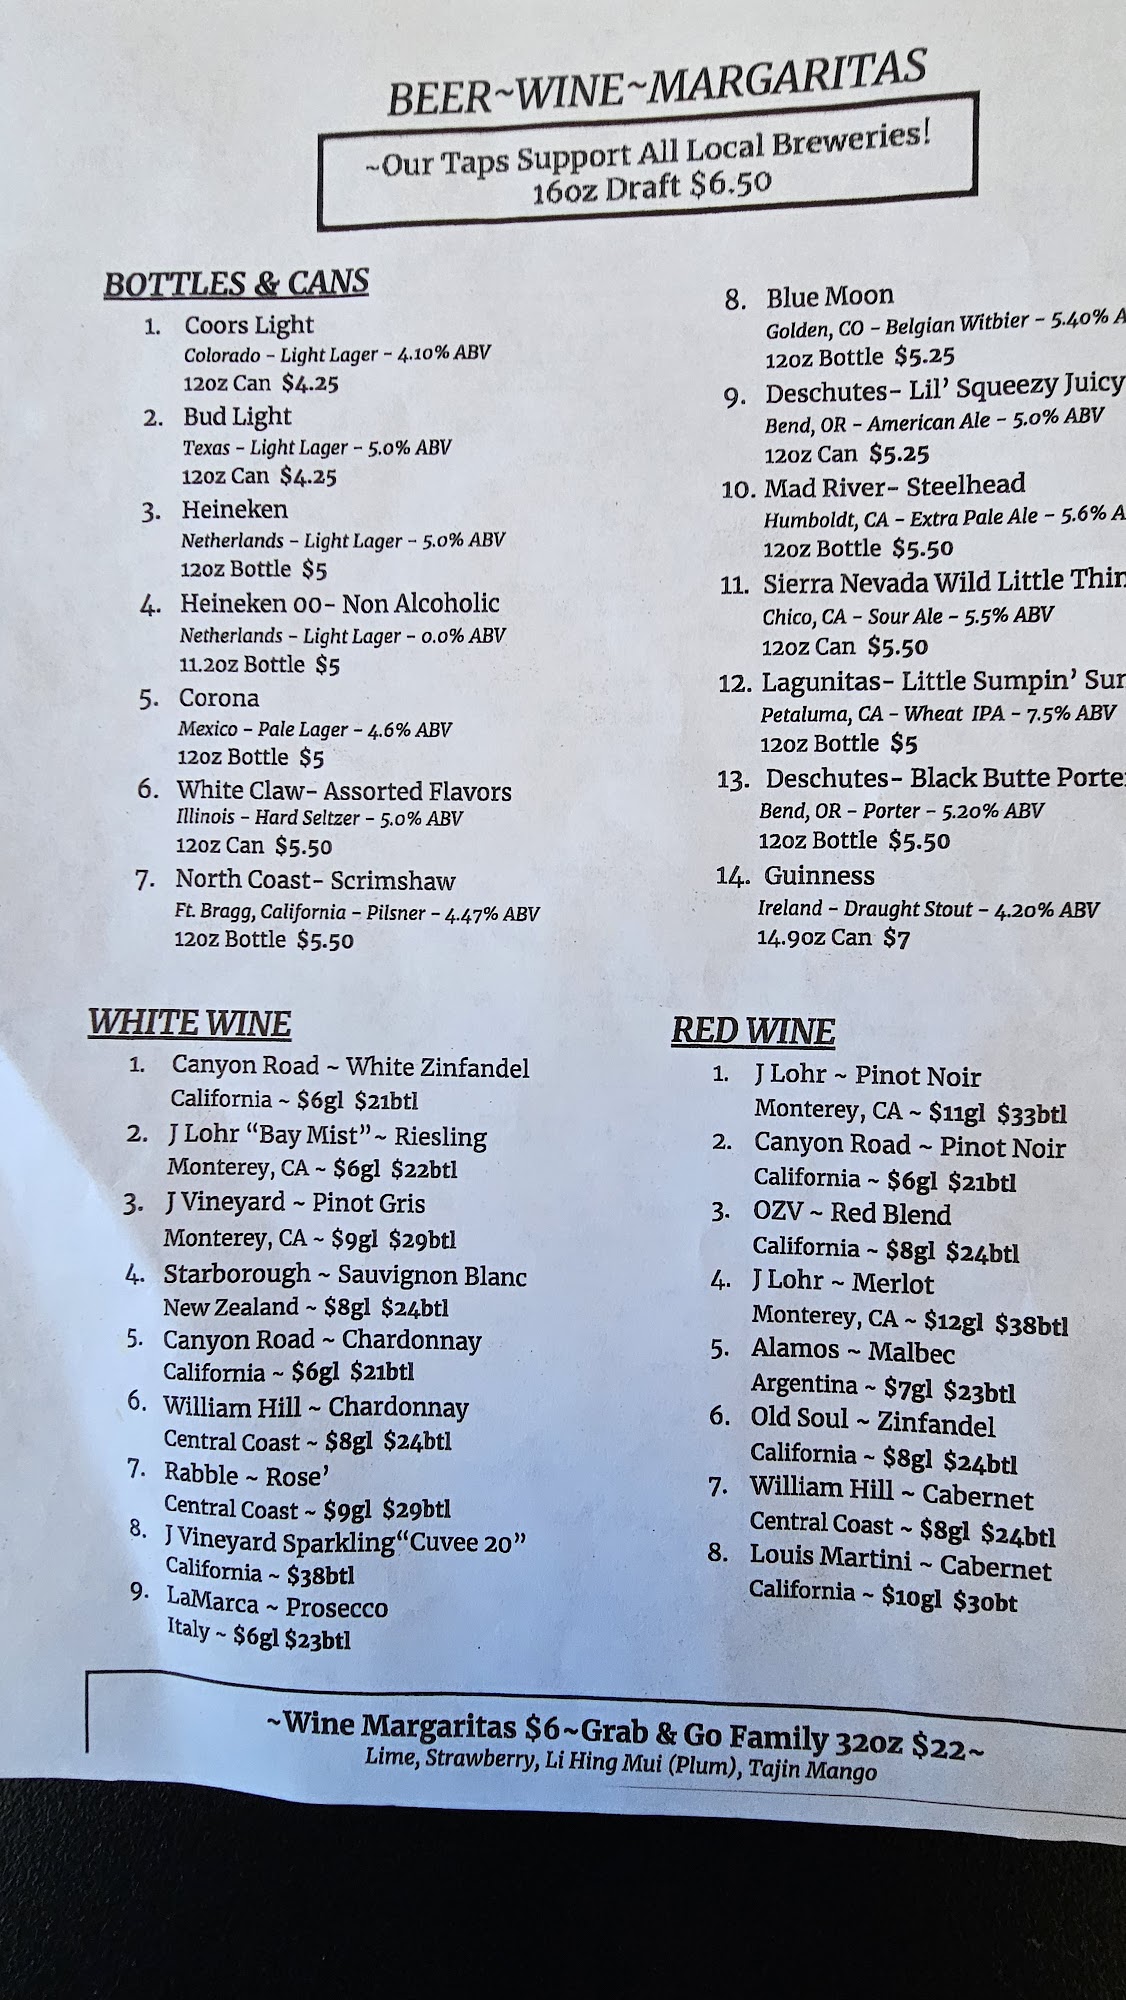 BEER~WINE~MARGARITAS
~Our Taps Support All Local Breweries!
16oz Draft $6.50
BOTTLES & CANS
1. Coors Light
Colorado - Light Lager - 4.10% ABV
12oz Can $4.25
2. Bud Light
Texas - Light Lager - 5.0% ABV
12oz Can $4.25
3. Heineken
Netherlands - Light Lager - 5.0% ABV
12oz Bottle $5
4. Heineken 00- Non Alcoholic
Netherlands - Light Lager - 0.0% ABV
11.2oz Bottle $5
5. Corona
Mexico - Pale Lager - 4.6% ABV
12oz Bottle $5
6. White Claw- Assorted Flavors
Illinois - Hard Seltzer - 5.0% ABV
12oz Can $5.50
7. North Coast- Scrimshaw
Ft. Bragg, California - Pilsner - 4.47% ABV
12oz Bottle $5.50
8. Blue Moon
Golden, CO - Belgian Witbier - 5.40% A
12oz Bottle $5.25
9. Deschutes- Lil' Squeezy Juicy
Bend, OR - American Ale - 5.0% ABV
12oz Can $5.25
10. Mad River- Steelhead
Humboldt, CA - Extra Pale Ale - 5.6% A
12oz Bottle $5.50
11. Sierra Nevada Wild Little Thin
Chico, CA - Sour Ale - 5.5% ABV
12oz Can $5.50
12. Lagunitas- Little Sumpin' Sur
Petaluma, CA - Wheat IPA - 7.5% ABV
12oz Bottle $5
13. Deschutes- Black Butte Porte
Bend, OR - Porter - 5.20% ABV
12oz Bottle $5.50
14. Guinness
Ireland - Draught Stout - 4.20% ABV
14.9oz Can $7
WHITE WINE
1. Canyon Road ~ White Zinfandel
California ~ $6gl $21btl
2. J Lohr "Bay Mist"~ Riesling
Monterey, CA ~ $6gl $22btl
3. J Vineyard ~ Pinot Gris
Monterey, CA ~ $9gl $29btl
4. Starborough ~ Sauvignon Blanc
New Zealand ~ $8gl $24btl
5. Canyon Road ~ Chardonnay
California ~ $6gl $21btl
6. William Hill ~ Chardonnay
Central Coast ~ $8gl $24btl
7. Rabble ~ Rose'
Central Coast ~ $9gl $29btl
8. J Vineyard Sparkling"Cuvee 20"
California ~ $38btl
9. LaMarca ~ Prosecco
Italy ~ $6gl $23btl
RED WINE
1. J Lohr ~ Pinot Noir
Monterey, CA ~ $11gl $33btl
2. Canyon Road ~ Pinot Noir
California ~ $6gl $21btl
3. OZV ~ Red Blend
California ~ $8gl $24btl
4. J Lohr ~ Merlot
Monterey, CA ~ $12gl $38btl
5. Alamos ~ Malbec
Argentina ~ $7gl $23btl
6. Old Soul ~ Zinfandel
California ~ $8gl $24btl
7. William Hill ~ Cabernet
Central Coast ~ $8gl $24btl
8. Louis Martini ~ Cabernet
California ~ $10gl $30bt
~Wine Margaritas $6~Grab & Go Family 32oz $22~
Lime, Strawberry, Li Hing Mui (Plum), Tajin Mango